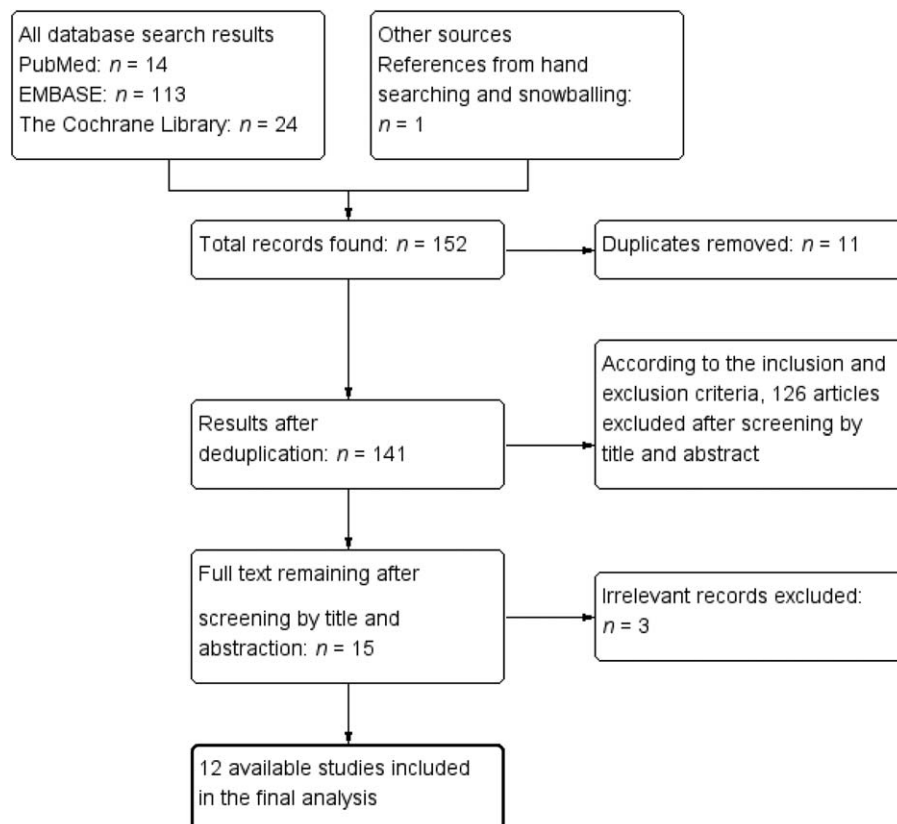 All database search results
PubMed: n = 14
EMBASE: n = 113
The Cochrane Library: n = 24
Other sources
References from hand
searching and snowballing:
n = 1
Total records found: n = 152
Duplicates removed: n = 11
Results after
deduplication: n = 141
According to the inclusion and
exclusion criteria, 126 articles
excluded after screening by
title and abstract
Full text remaining after
screening by title and
abstraction: n = 15
Irrelevant records excluded:
n = 3
12 available studies included
in the final analysis